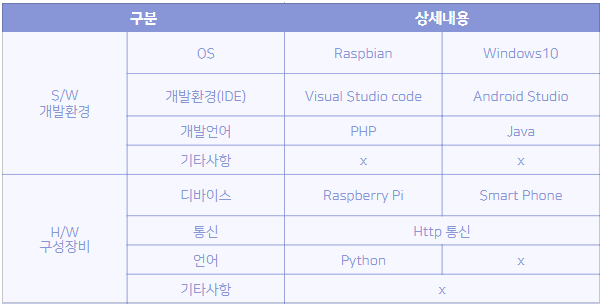 구분 상세내용
S/W
개발환경
OS Raspbian Windows10
개발환경(IDE) Visual Studio code Android Studio
개발언어 PHP Java
기타사항 x x
H/W
구성장비
디바이스 Raspberry Pi Smart Phone
통신 Http 통신
언어 Python x
기타사항 x